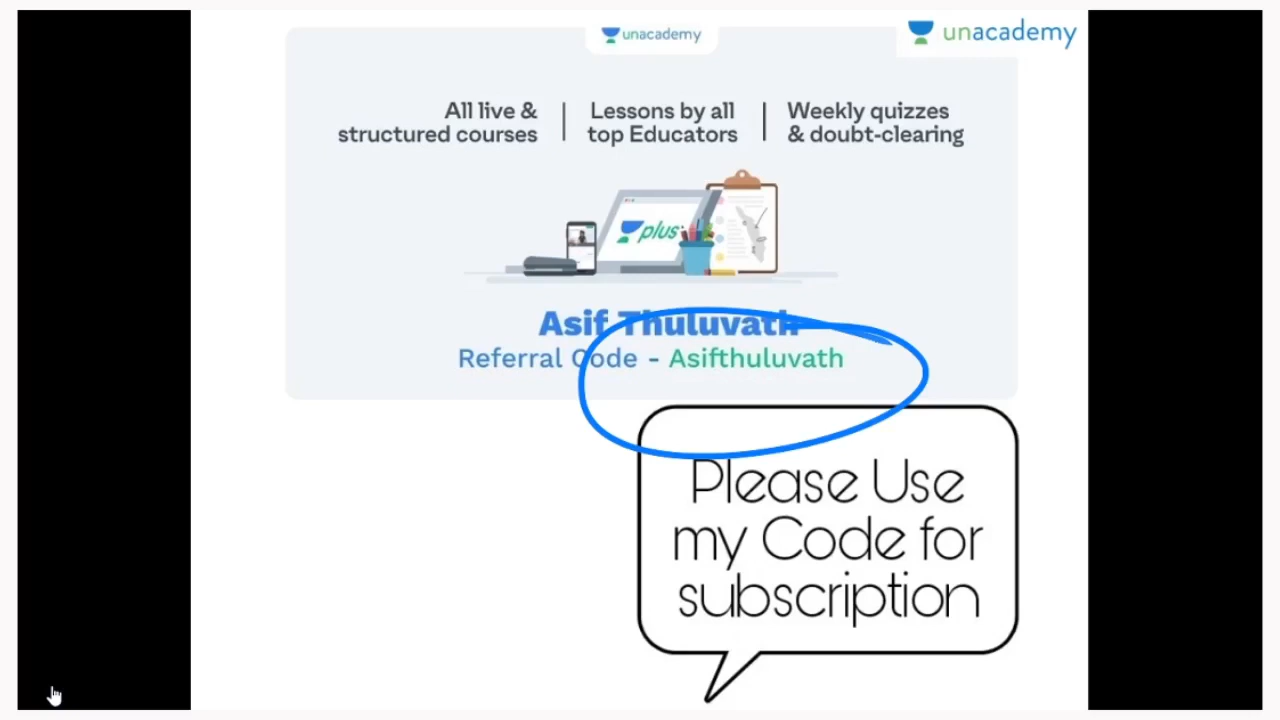 unacademy
unacademy
All live &
structured courses
Lessons by all
top Educators
Weekly quizzes
& doubt-clearing
plus
Asif Thuluvath
Referral Code - Asifthuluvath
Please Use
my Code for
subscription